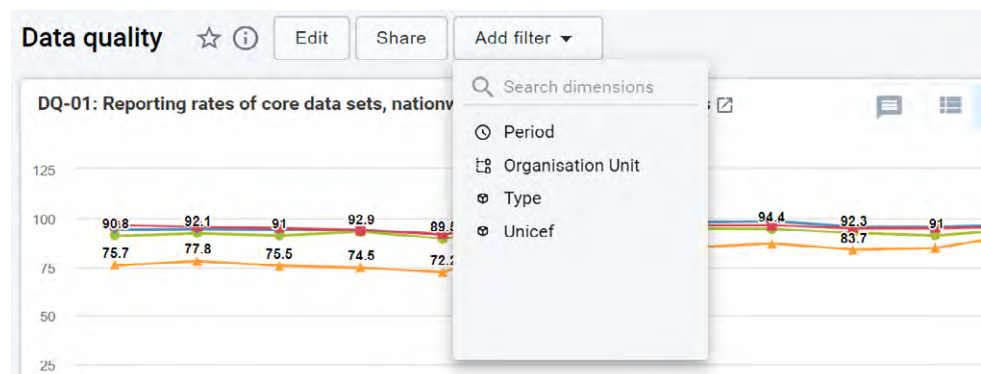 Data quality Edit Share Add filter
Search dimensions
DQ-01: Reporting rates of core data sets, nationw
Period
Organisation Unit
Type
Unicef
125
100
75
50
25
90.8 92.1 91 92.9 89.5 94.4 92.3 91
75.7 77.8 75.5 74.5 72.2 83.7